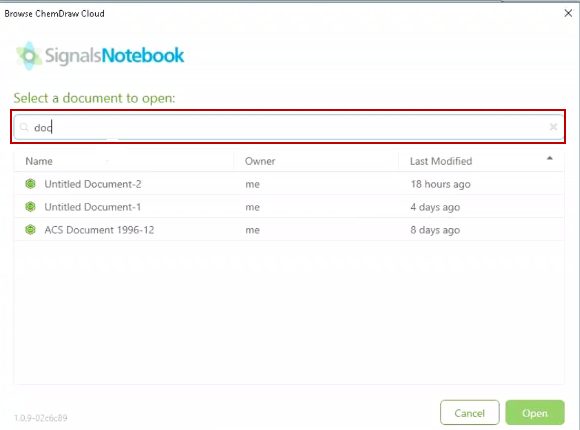 Browse ChemDraw Cloud
SignalsNotebook
Select a document to open:
doc
Name Owner Last Modified
Untitled Document-2 me 18 hours ago
Untitled Document-1 me 4 days ago
ACS Document 1996-12 me 8 days ago
Cancel Open
1.0.9-02c6c89